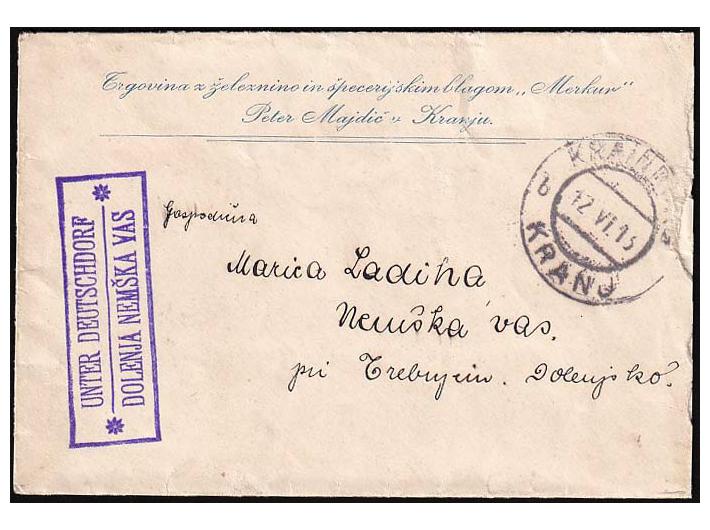 Trgovina z železnino in špecerijskim blagom „Merkur“
Peter Majdič v Kranju.
KRAINBURG
b
12 VI.15
KRANJ
UNTER DEUTSCHDORF
DOLENJA NEMŠKA VAS
Gospodična
Marica Ladiha
Nemška vas,
pri Trebnjem. Dolenjsko.